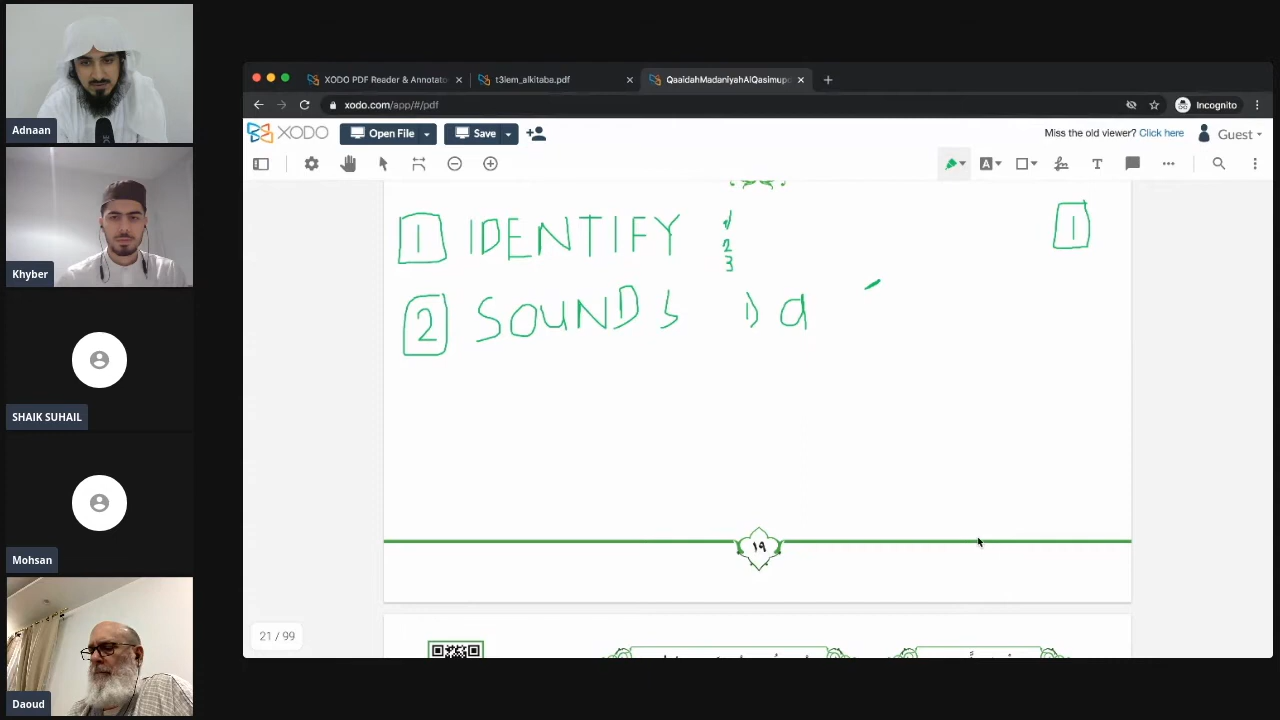 Adnaan
Khyber
SHAIK SUHAIL
Mohsan
Daoud
XODO PDF Reader & Annotato
t3lem_alkitaba.pdf
QaaidahMadaniyahAlQasimupd
xodo.com/app/#/pdf
Incognito
XODO
Open File
Save
Miss the old viewer? Click here
Guest
1 IDENTIFY 1
2
3
1
2 SOUNDS 1) a
١٩
21 / 99